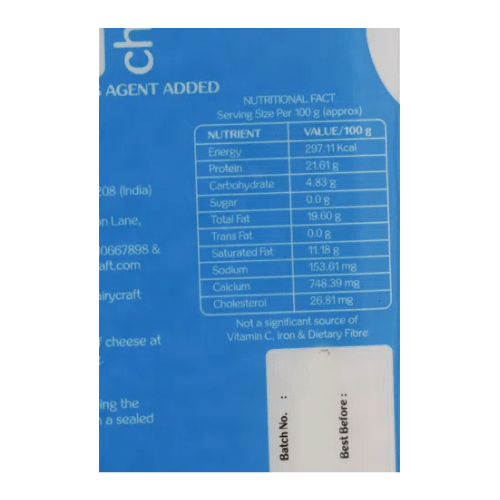 ch
AGENT ADDED
NUTRITIONAL FACT
Serving Size Per 100 g (approx)
NUTRIENT VALUE/100 g
Energy 297.11 Kcal
Protein 21.61 g
Carbohydrate 4.83 g
Sugar 0.0 g
Total Fat 19.60 g
Trans Fat 0.0 g
Saturated Fat 11.18 g
Sodium 153.61 mg
Calcium 748.39 mg
Cholesterol 26.81 mg
Not a significant source of
Vitamin C, Iron & Dietary Fibre
208 (India)
n Lane,
0667898 &
aft.com
airycraft
f cheese at
ing the
n a sealed
Batch No. :
Best Before :